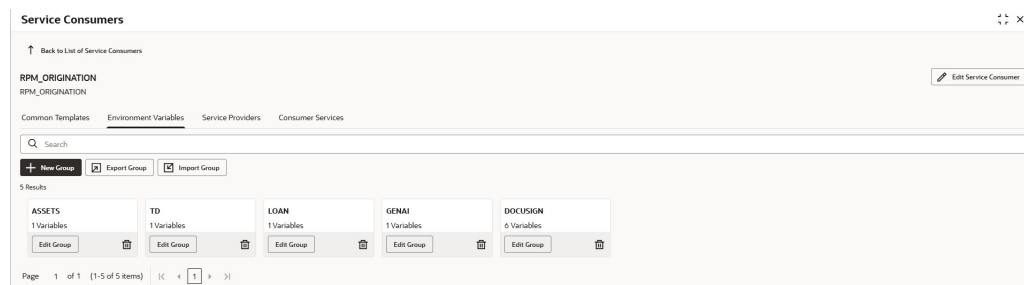 Service Consumers
Back to List of Service Consumers
RPM_ORIGINATION
Edit Service Consumer
RPM_ORIGINATION
Common Templates Environment Variables Service Providers Consumer Services
Search
New Group Export Group Import Group
5 Results
ASSETS TD LOAN GENAI DOCUSIGN
1 Variables 1 Variables 1 Variables 1 Variables 6 Variables
Edit Group Edit Group Edit Group Edit Group Edit Group
Page 1 of 1 (1-5 of 5 items) 1